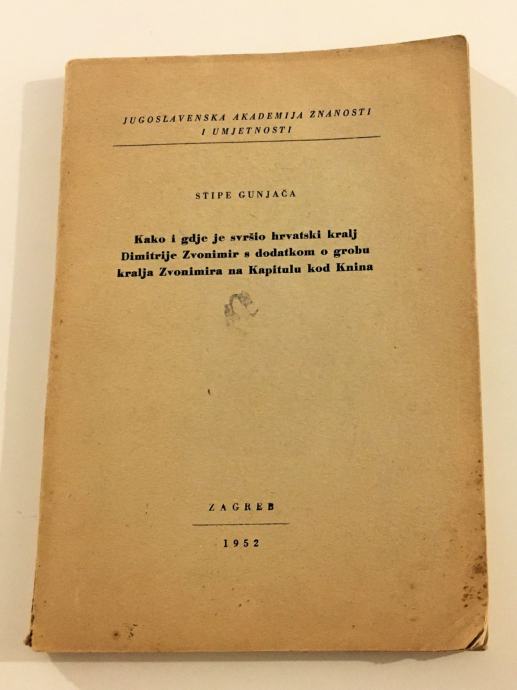 JUGOSLAVENSKA AKADEMIJA ZNANOSTI
I UMJETNOSTI
STIPE GUNJAČA
Kako i gdje je svršio hrvatski kralj
Dimitrije Zvonimir s dodatkom o grobu
kralja Zvonimira na Kapitulu kod Knina
ZAGREB
1952